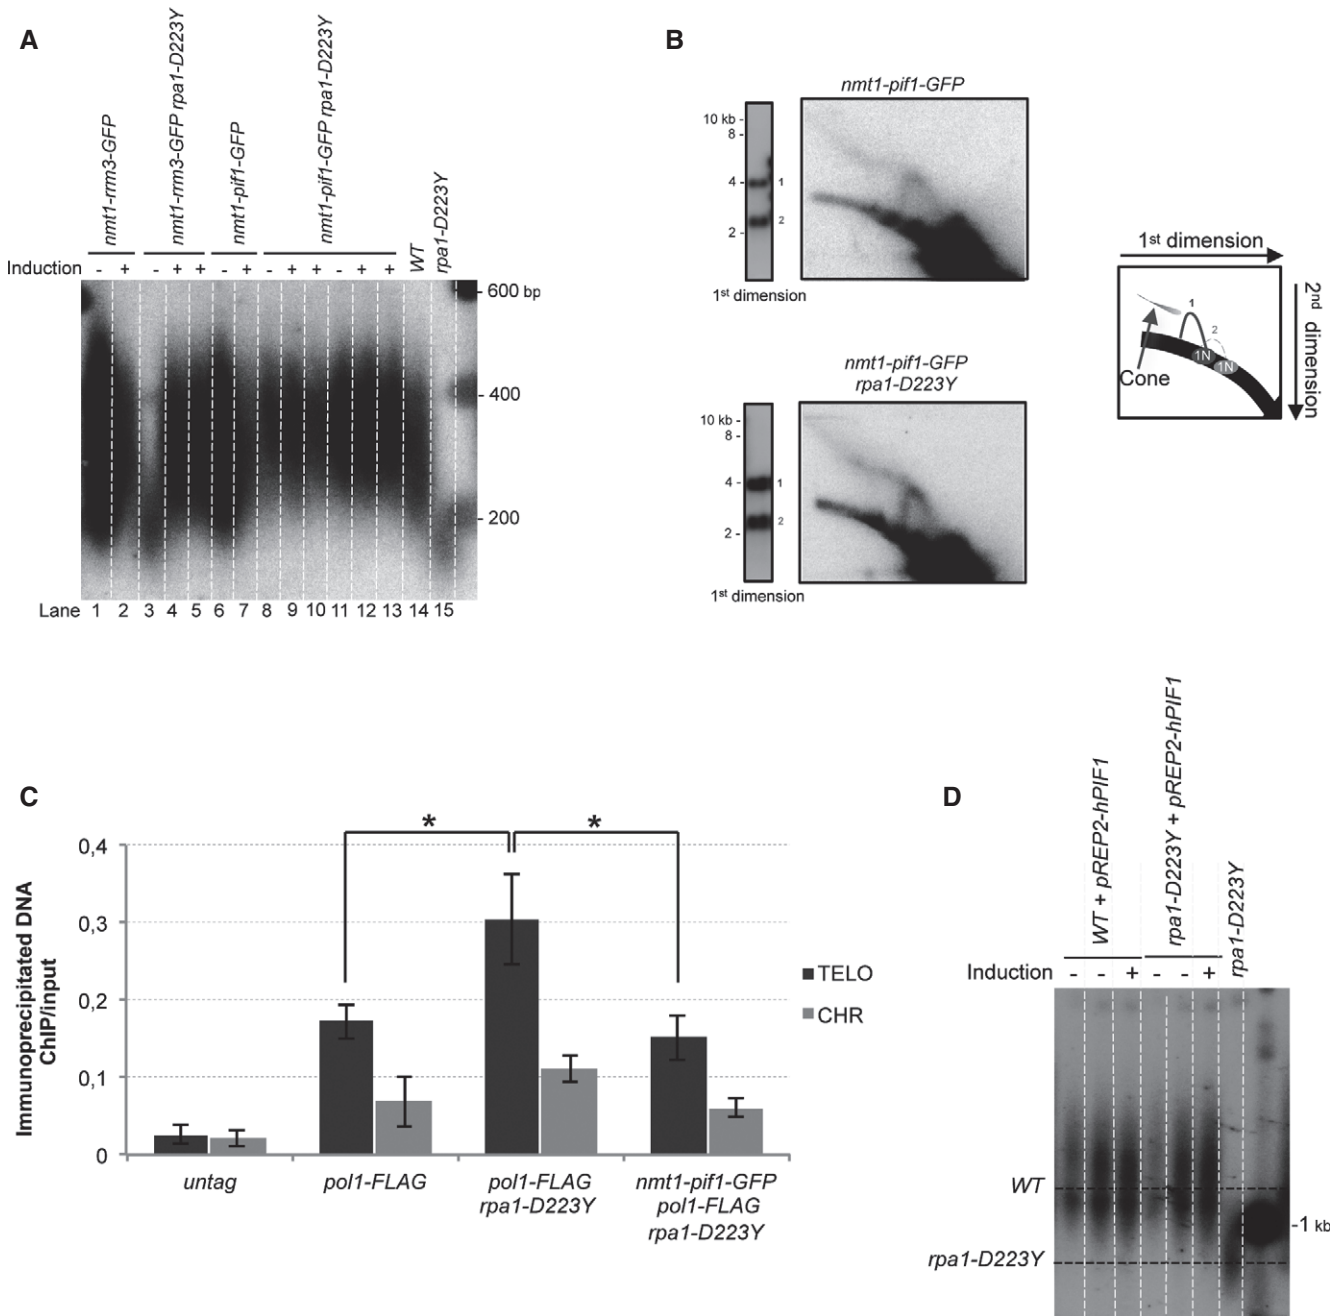 A
nmt1-rrm3-GFP
nmt1-rrm3-GFP rpa1-D223Y
nmt1-pif1-GFP
nmt1-pif1-GFP rpa1-D223Y
WT
rpa1-D223Y
Induction - + - + + - + - + + - + +
600 bp
- 400
- 200
Lane 1 2 3 4 5 6 7 8 9 10 11 12 13 14 15
B
nmt1-pif1-GFP
10 kb -
8 -
4 -
2 -
1
2
1st dimension
nmt1-pif1-GFP
rpa1-D223Y
10 kb -
8 -
4 -
2 -
1
2
1st dimension
1st dimension
2nd dimension
1
2
1N
1N
Cone
C
Immunoprecipitated DNA
ChIP/input
0,4
0,3
0,2
0,1
0
*
*
TELO
CHR
untag
pol1-FLAG
pol1-FLAG
rpa1-D223Y
nmt1-pif1-GFP
pol1-FLAG
rpa1-D223Y
D
WT + pREP2-hPIF1
rpa1-D223Y + pREP2-hPIF1
rpa1-D223Y
Induction - - + - - +
WT
rpa1-D223Y
-1 kb